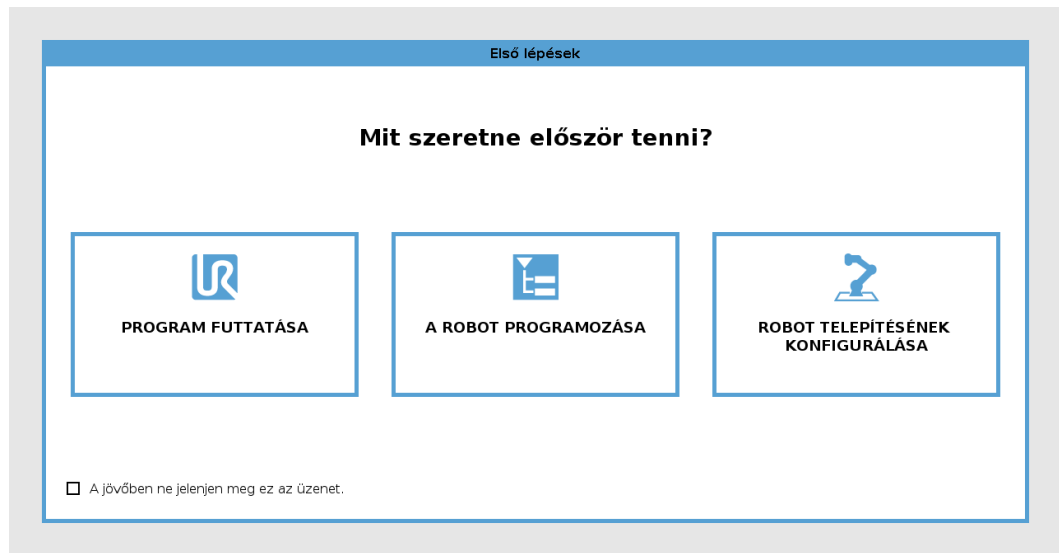 Első lépések
Mit szeretne először tenni?
UR
PROGRAM FUTTATÁSA
A ROBOT PROGRAMOZÁSA
ROBOT TELEPÍTÉSÉNEK
KONFIGURÁLÁSA
A jövőben ne jelenjen meg ez az üzenet.